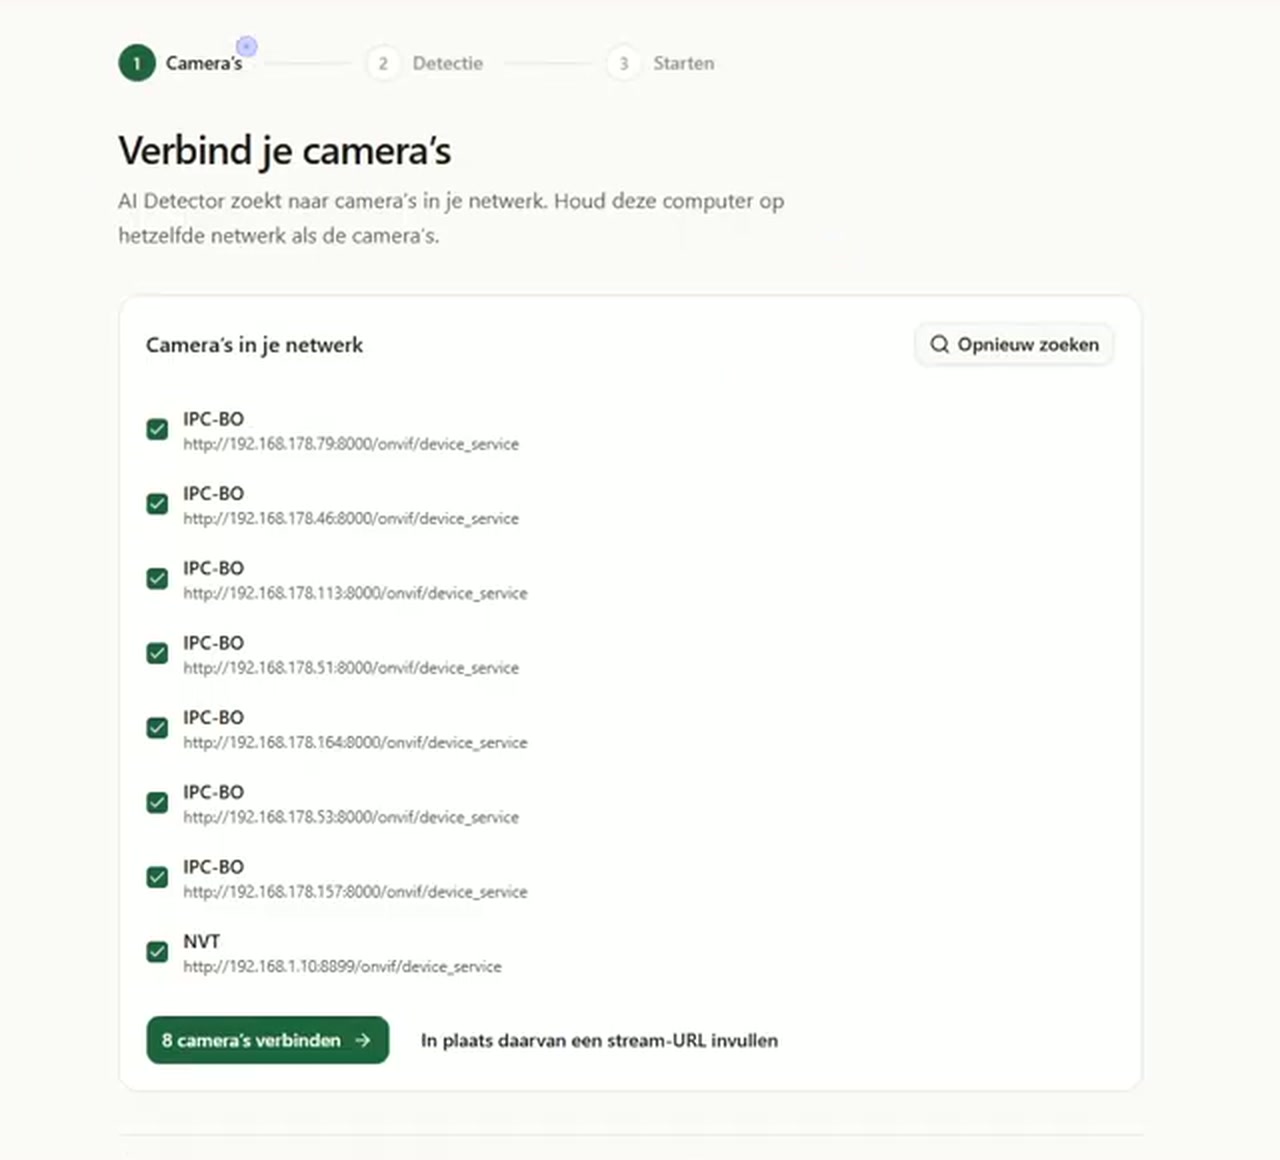 1 Camera's 2 Detectie 3 Starten
Verbind je camera's
AI Detector zoekt naar camera's in je netwerk. Houd deze computer op
hetzelfde netwerk als de camera's.
Camera's in je netwerk
Opnieuw zoeken
IPC-BO
http://192.168.178.79:8000/onvif/device_service
IPC-BO
http://192.168.178.46:8000/onvif/device_service
IPC-BO
http://192.168.178.113:8000/onvif/device_service
IPC-BO
http://192.168.178.51:8000/onvif/device_service
IPC-BO
http://192.168.178.164:8000/onvif/device_service
IPC-BO
http://192.168.178.53:8000/onvif/device_service
IPC-BO
http://192.168.178.157:8000/onvif/device_service
NVT
http://192.168.1.10:8899/onvif/device_service
8 camera's verbinden →
In plaats daarvan een stream-URL invullen